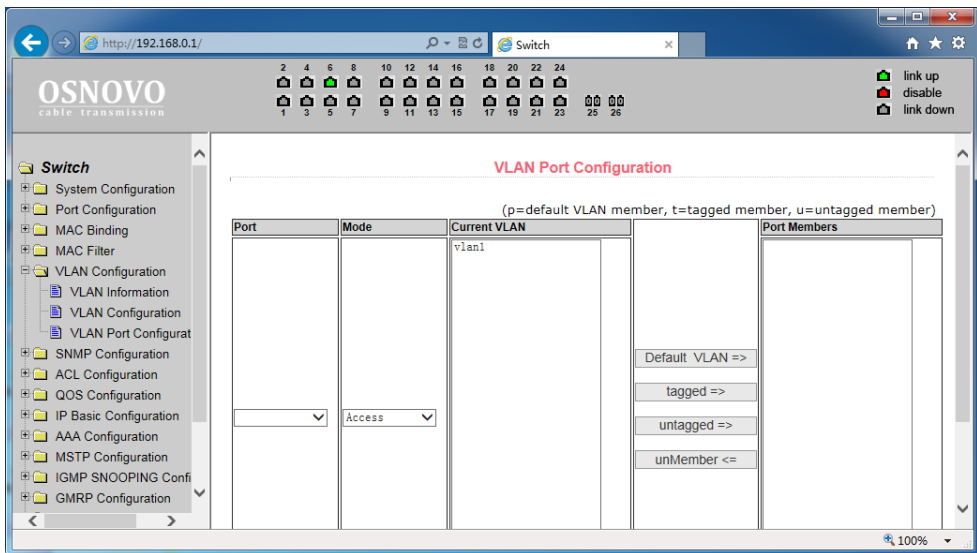 http://192.168.0.1/
Switch
2 4 6 8 10 12 14 16 18 20 22 24
1 3 5 7 9 11 13 15 17 19 21 23 25 26
OSNOVO
cable transmission
link up
disable
link down
Switch
System Configuration
Port Configuration
MAC Binding
MAC Filter
VLAN Configuration
VLAN Information
VLAN Configuration
VLAN Port Configurat
SNMP Configuration
ACL Configuration
QOS Configuration
IP Basic Configuration
AAA Configuration
MSTP Configuration
IGMP SNOOPING Confi
GMRP Configuration
VLAN Port Configuration
(p=default VLAN member, t=tagged member, u=untagged member)
Port Mode Current VLAN Port Members
vlan1
Access
Default VLAN =>
tagged =>
untagged =>
unMember <=
100%